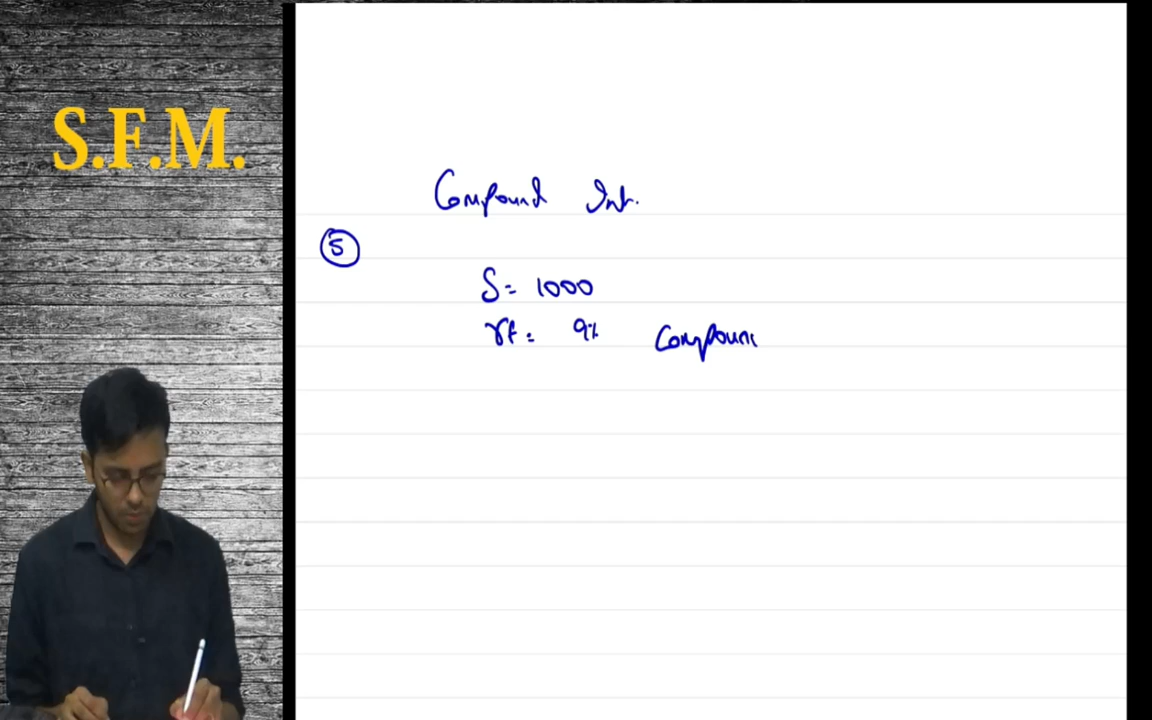 S.F.M.
Compound Int.
5
S = 1000
rf = 9% Compoun